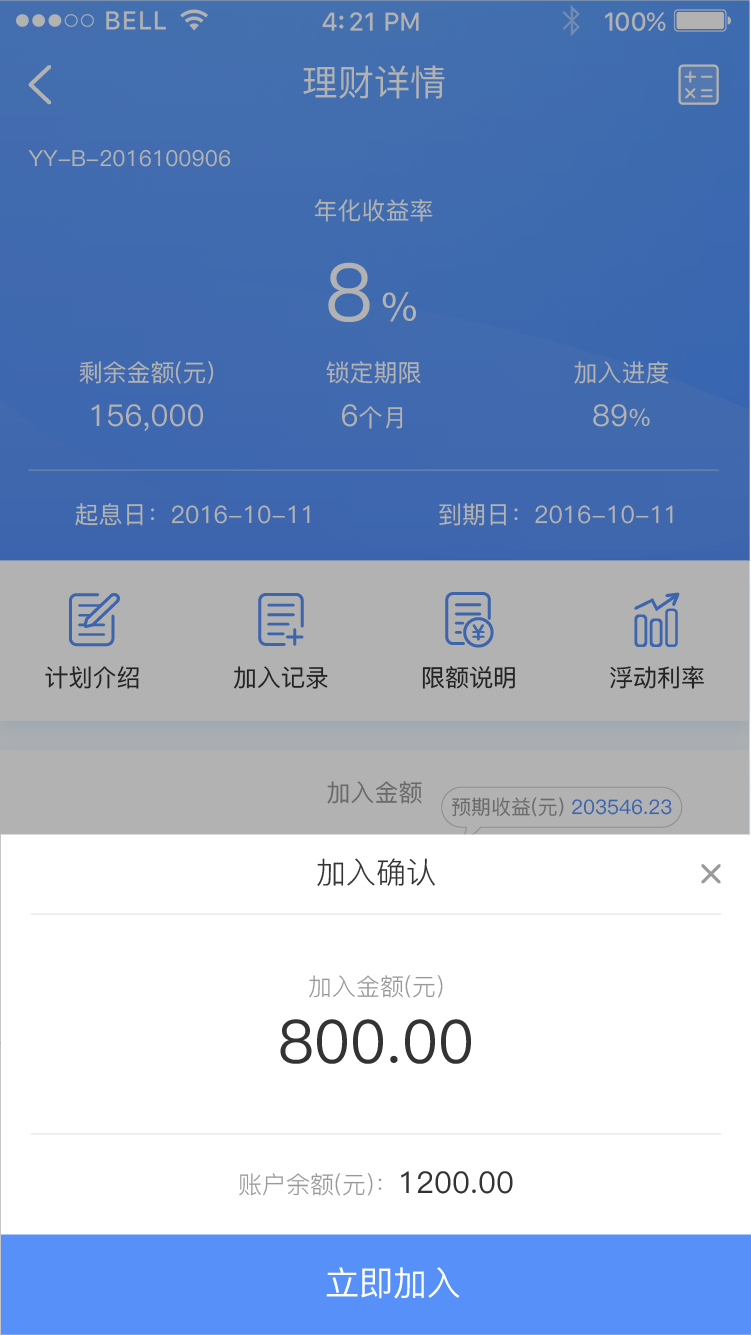 BELL 4:21 PM 100%
理财详情
YY-B-2016100906
年化收益率
8%
剩余金额(元) 锁定期限 加入进度
156,000 6个月 89%
起息日：2016-10-11 到期日：2016-10-11
计划介绍 加入记录 限额说明 浮动利率
加入金额 预期收益(元) 203546.23
加入确认
加入金额(元)
800.00
账户余额(元)：1200.00
立即加入